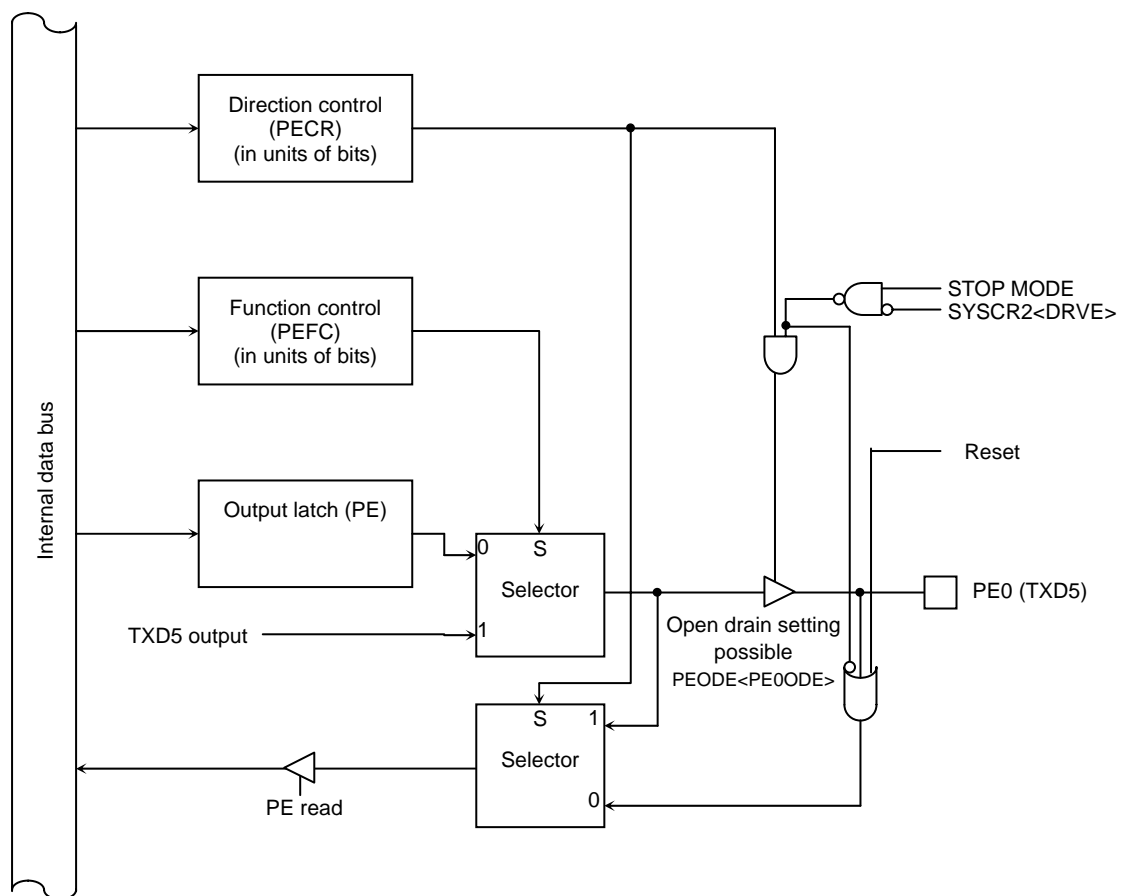 Direction control
(PECR)
(in units of bits)
Function control
(PEFC)
(in units of bits)
STOP MODE
SYSCR2<DRVE>
Internal data bus
Reset
Output latch (PE)
0
S
Selector
1
TXD5 output
PE0 (TXD5)
Open drain setting
possible
PEODE<PE0ODE>
S
1
Selector
0
PE read